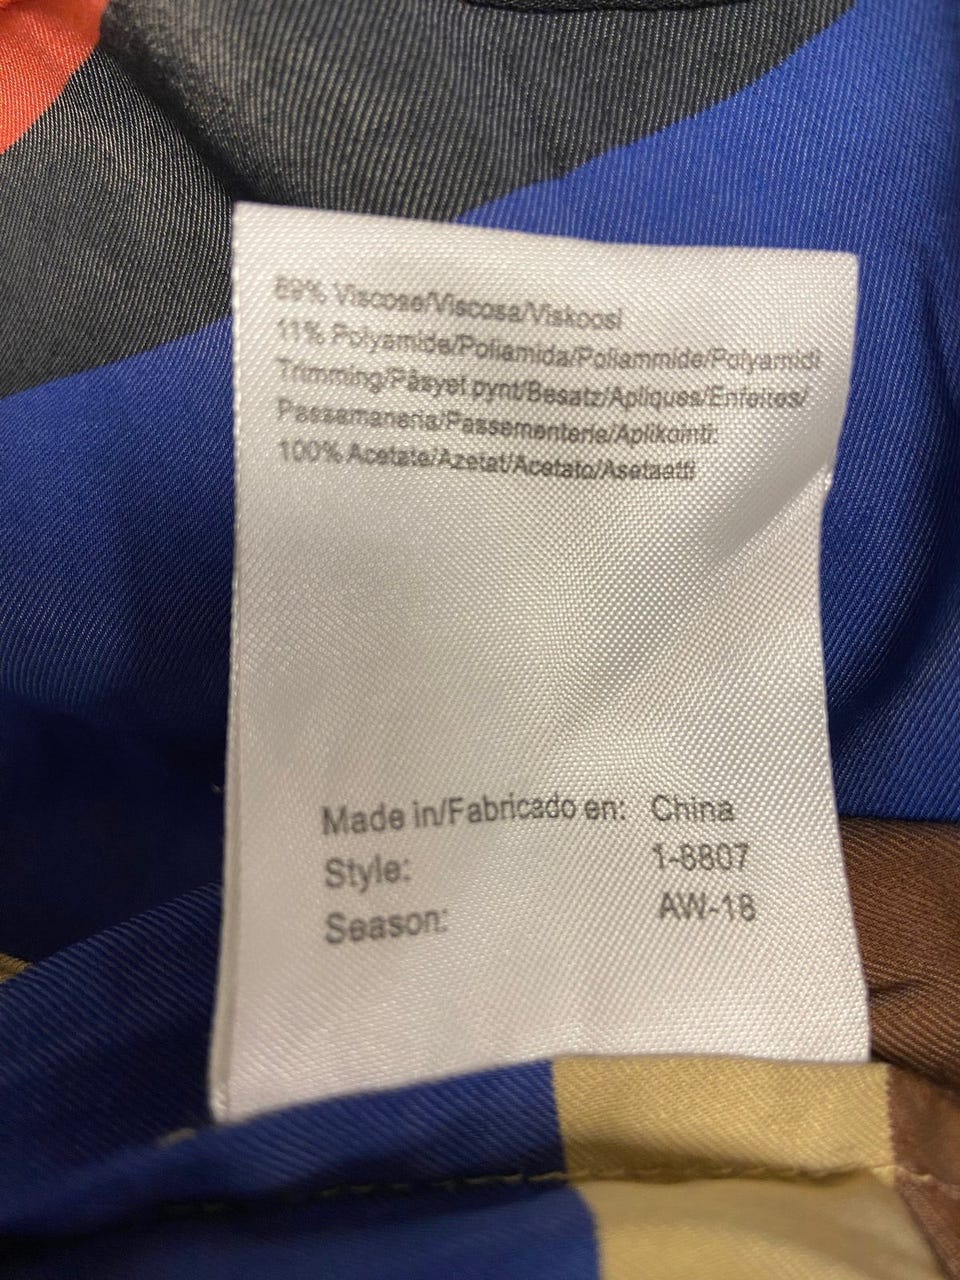 89% Viscose/Viscosa/Viskoosi
11% Polyamide/Poliamida/Poliammide/Polyamidi
Trimming/Påsyet pynt/Besatz/Apliques/Enfeites/
Passamaneria/Passementerie/Aplikointi:
100% Acetate/Azetat/Acetato/Asetaatti
Made in/Fabricado en: China
Style: 1-8807
Season: AW-18